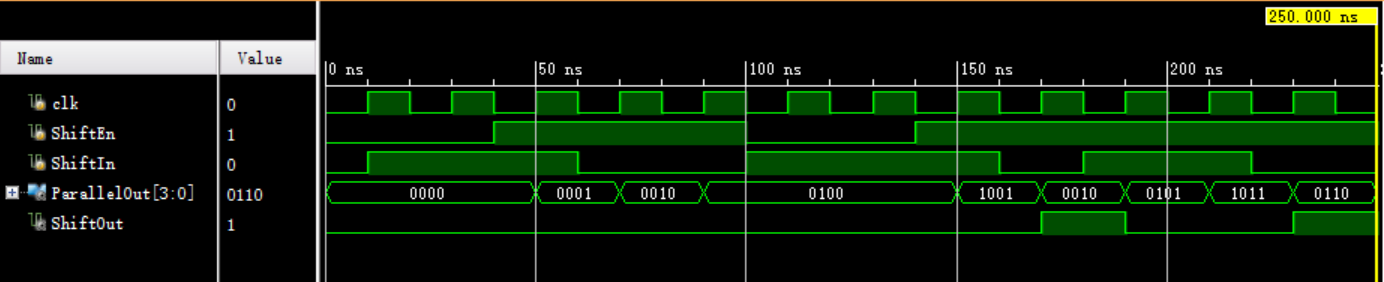 250.000 ns
Name Value
0 ns 50 ns 100 ns 150 ns 200 ns
clk 0
ShiftEn 1
ShiftIn 0
ParallelOut[3:0] 0110 0000 0001 0010 0100 1001 0010 0101 1011 0110
ShiftOut 1